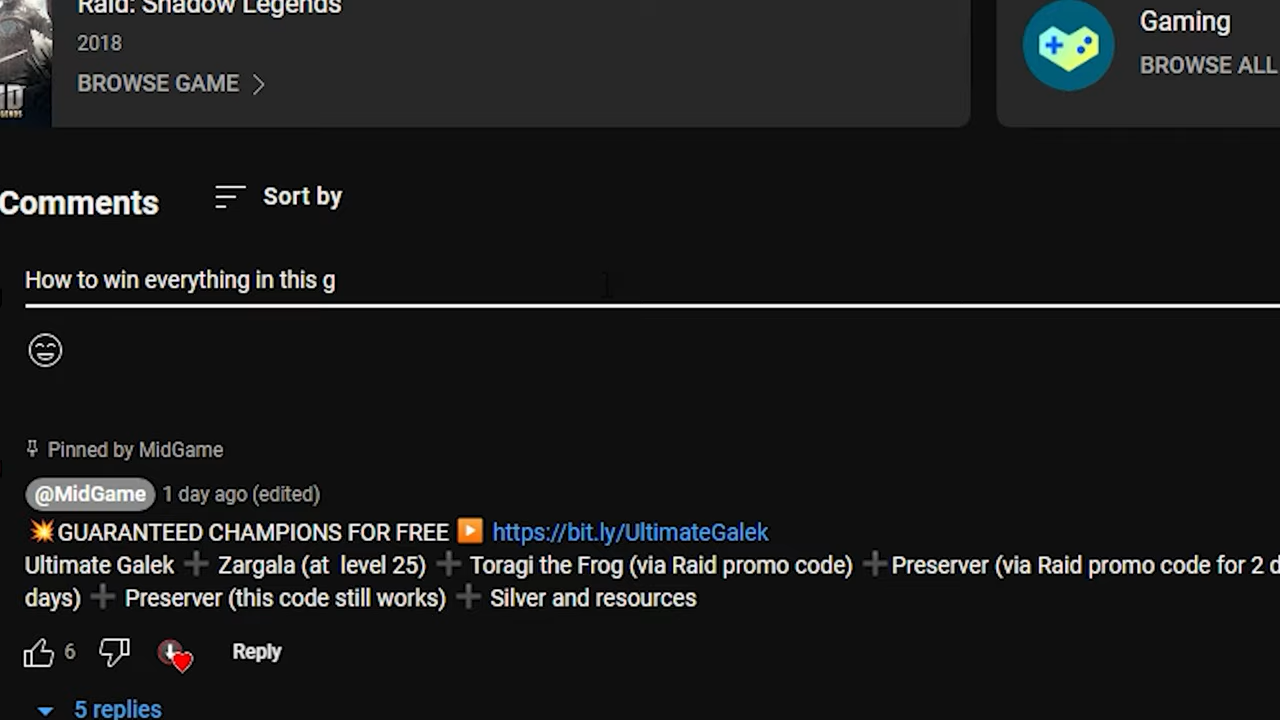 Raid: Shadow Legends
2018
BROWSE GAME
Gaming
BROWSE ALL
Comments
Sort by
How to win everything in this g
Pinned by MidGame
@MidGame 1 day ago (edited)
💥GUARANTEED CHAMPIONS FOR FREE ▶️ https://bit.ly/UltimateGalek
Ultimate Galek ➕ Zargala (at level 25) ➕ Toragi the Frog (via Raid promo code) ➕Preserver (via Raid promo code for 2 d
days) ➕ Preserver (this code still works) ➕ Silver and resources
6
Reply
5 replies